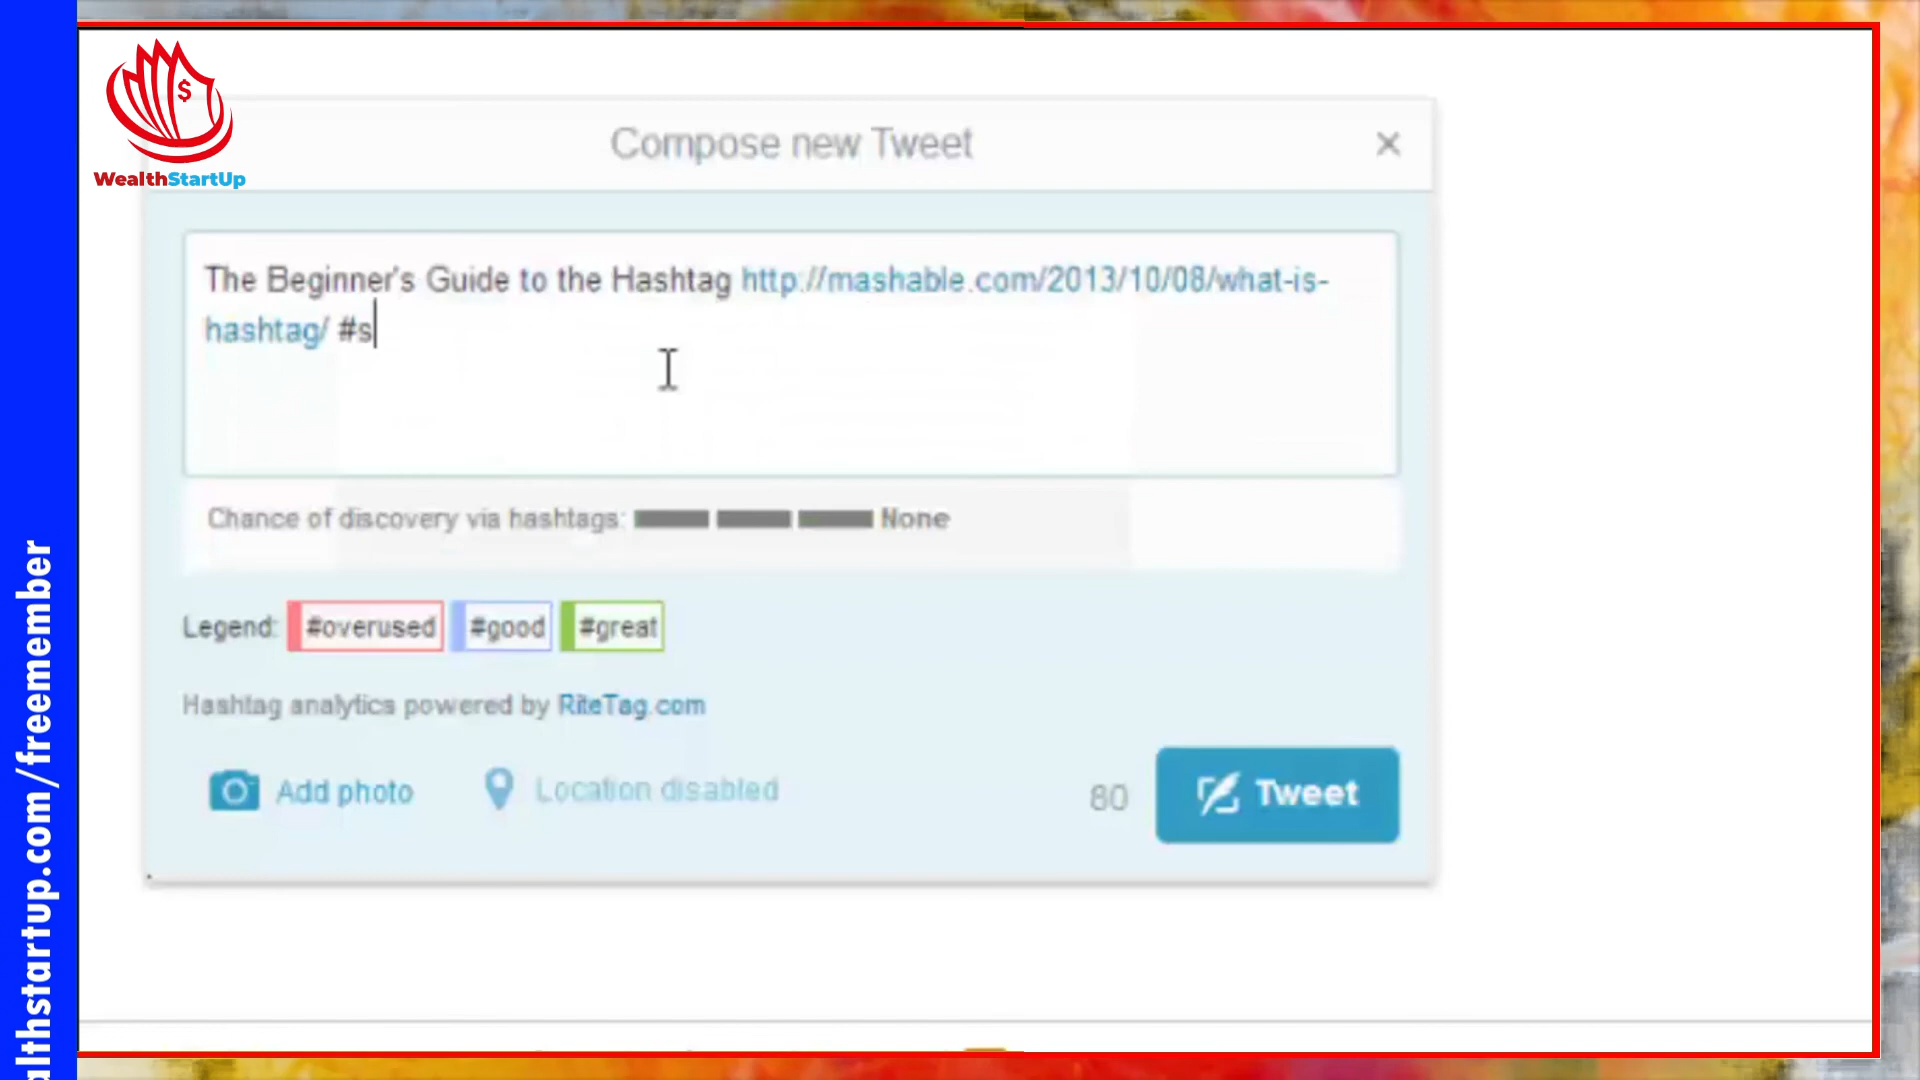 WealthStartUp
Compose new Tweet
The Beginner's Guide to the Hashtag http://mashable.com/2013/10/08/what-is-
hashtag/ #s
Chance of discovery via hashtags: None
Legend: #overused #good #great
Hashtag analytics powered by RiteTag.com
Add photo Location disabled 80 Tweet
althstartup.com/freemember